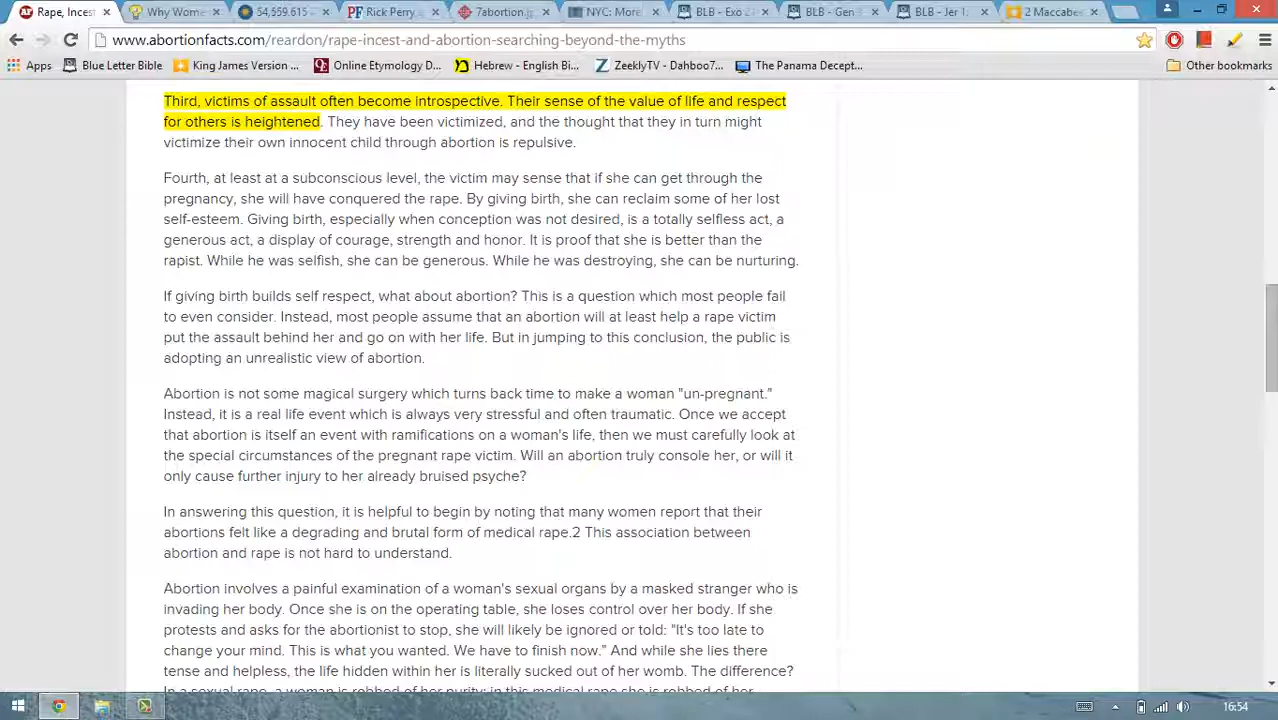 Rape, Incest
Why Wome
54,559,615
Rick Perry,
7abortion.j
NYC: More
BLB - Exo 2
BLB - Gen
BLB - Jer 1:
2 Maccabe
www.abortionfacts.com/reardon/rape-incest-and-abortion-searching-beyond-the-myths
Apps
Blue Letter Bible
King James Version ...
Online Etymology D...
Hebrew - English Bi...
ZeeklyTV - Dahboo7...
The Panama Decept...
Other bookmarks
Third, victims of assault often become introspective. Their sense of the value of life and respect
for others is heightened. They have been victimized, and the thought that they in turn might
victimize their own innocent child through abortion is repulsive.
Fourth, at least at a subconscious level, the victim may sense that if she can get through the
pregnancy, she will have conquered the rape. By giving birth, she can reclaim some of her lost
self-esteem. Giving birth, especially when conception was not desired, is a totally selfless act, a
generous act, a display of courage, strength and honor. It is proof that she is better than the
rapist. While he was selfish, she can be generous. While he was destroying, she can be nurturing.
If giving birth builds self respect, what about abortion? This is a question which most people fail
to even consider. Instead, most people assume that an abortion will at least help a rape victim
put the assault behind her and go on with her life. But in jumping to this conclusion, the public is
adopting an unrealistic view of abortion.
Abortion is not some magical surgery which turns back time to make a woman "un-pregnant."
Instead, it is a real life event which is always very stressful and often traumatic. Once we accept
that abortion is itself an event with ramifications on a woman's life, then we must carefully look at
the special circumstances of the pregnant rape victim. Will an abortion truly console her, or will it
only cause further injury to her already bruised psyche?
In answering this question, it is helpful to begin by noting that many women report that their
abortions felt like a degrading and brutal form of medical rape.2 This association between
abortion and rape is not hard to understand.
Abortion involves a painful examination of a woman's sexual organs by a masked stranger who is
invading her body. Once she is on the operating table, she loses control over her body. If she
protests and asks for the abortionist to stop, she will likely be ignored or told: "It's too late to
change your mind. This is what you wanted. We have to finish now." And while she lies there
tense and helpless, the life hidden within her is literally sucked out of her womb. The difference?
In a sexual rape, a woman is robbed of her purity; in this medical rape she is robbed of her
16:54